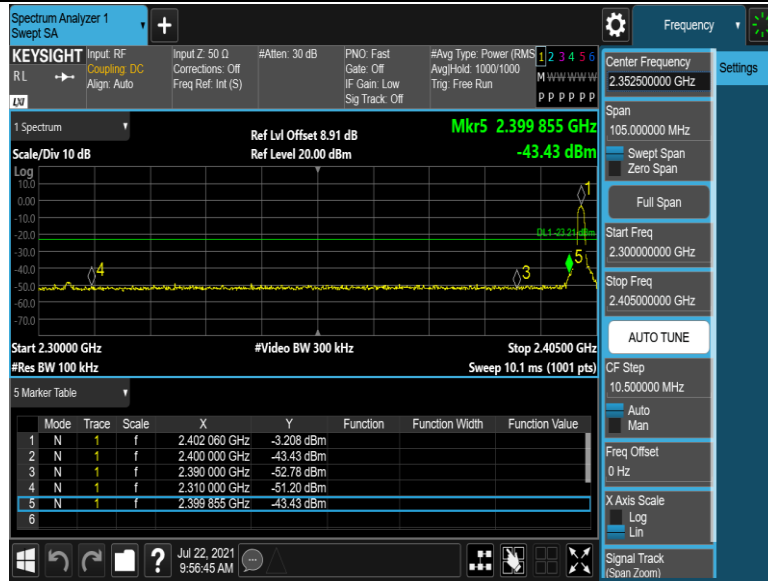 Spectrum Analyzer 1
Swept SA
+
Frequency
KEYSIGHT Input: RF Input Z: 50 Ω #Atten: 30 dB PNO: Fast #Avg Type: Power (RMS 1 2 3 4 5 6
RL Coupling: DC Corrections: Off Gate: Off Avg|Hold: 1000/1000 M W W W W W
Align: Auto Freq Ref: Int (S) IF Gain: Low Trig: Free Run
Sig Track: Off P P P P P P
LXI
1 Spectrum
Ref Lvl Offset 8.91 dB Mkr5 2.399 855 GHz
Scale/Div 10 dB Ref Level 20.00 dBm -43.43 dBm
Log
10.0
0.00
-10.0
-20.0
-30.0
-40.0
-50.0
-60.0
-70.0
1
DL1 -23.21 dBm
5
4
3
Start 2.30000 GHz #Video BW 300 kHz Stop 2.40500 GHz
#Res BW 100 kHz Sweep 10.1 ms (1001 pts)
5 Marker Table
Mode Trace Scale X Y Function Function Width Function Value
1 N 1 f 2.402 060 GHz -3.208 dBm
2 N 1 f 2.400 000 GHz -43.43 dBm
3 N 1 f 2.390 000 GHz -52.78 dBm
4 N 1 f 2.310 000 GHz -51.20 dBm
5 N 1 f 2.399 855 GHz -43.43 dBm
6
?
Jul 22, 2021
9:56:45 AM
Center Frequency
2.352500000 GHz
Settings
Span
105.000000 MHz
Swept Span
Zero Span
Full Span
Start Freq
2.300000000 GHz
Stop Freq
2.405000000 GHz
AUTO TUNE
CF Step
10.500000 MHz
Auto
Man
Freq Offset
0 Hz
X Axis Scale
Log
Lin
Signal Track
(Span Zoom)